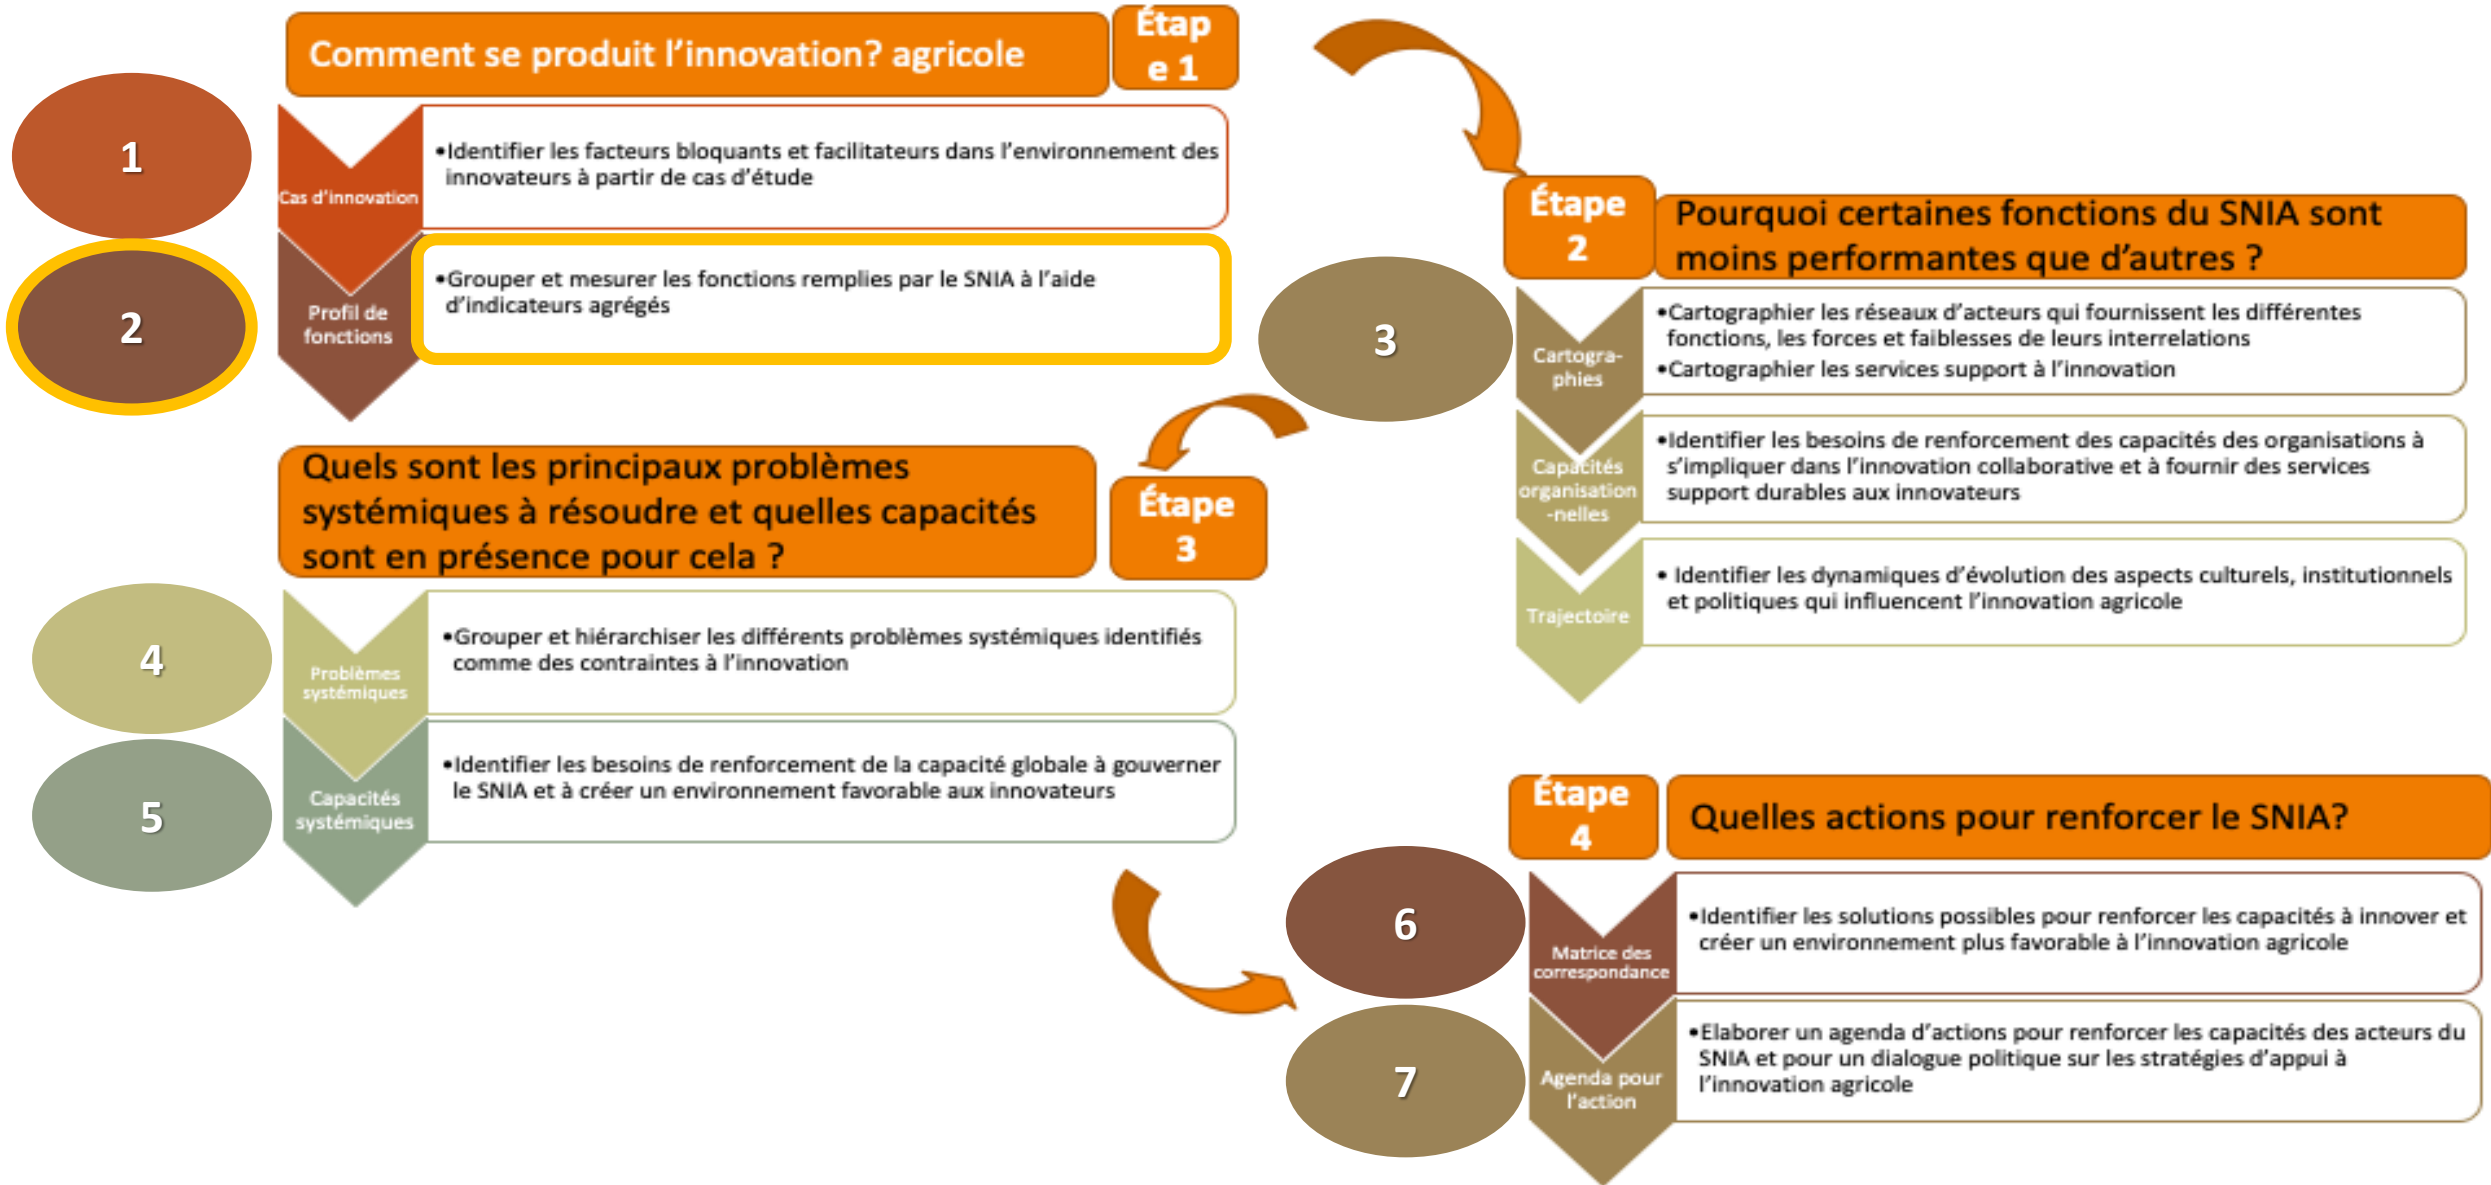 Comment se produit l'innovation? agricole
Étap
e 1
1
Cas d'innovation
•Identifier les facteurs bloquants et facilitateurs dans l'environnement des
innovateurs à partir de cas d'étude
2
Profil de
fonctions
•Grouper et mesurer les fonctions remplies par le SNIA à l'aide
d'indicateurs agrégés
Étape
2
Pourquoi certaines fonctions du SNIA sont
moins performantes que d'autres ?
3
Cartogra-
phies
•Cartographier les réseaux d'acteurs qui fournissent les différentes
fonctions, les forces et faiblesses de leurs interrelations
•Cartographier les services support à l'innovation
Capacités
organisation
-nelles
•Identifier les besoins de renforcement des capacités des organisations à
s'impliquer dans l'innovation collaborative et à fournir des services
support durables aux innovateurs
Trajectoire
• Identifier les dynamiques d'évolution des aspects culturels, institutionnels
et politiques qui influencent l'innovation agricole
Quels sont les principaux problèmes
systémiques à résoudre et quelles capacités
sont en présence pour cela ?
Étape
3
4
Problèmes
systémiques
•Grouper et hiérarchiser les différents problèmes systémiques identifiés
comme des contraintes à l'innovation
5
Capacités
systémiques
•Identifier les besoins de renforcement de la capacité globale à gouverner
le SNIA et à créer un environnement favorable aux innovateurs
Étape
4
Quelles actions pour renforcer le SNIA?
6
Matrice des
correspondance
•Identifier les solutions possibles pour renforcer les capacités à innover et
créer un environnement plus favorable à l'innovation agricole
7
Agenda pour
l'action
•Elaborer un agenda d'actions pour renforcer les capacités des acteurs du
SNIA et pour un dialogue politique sur les stratégies d'appui à
l'innovation agricole